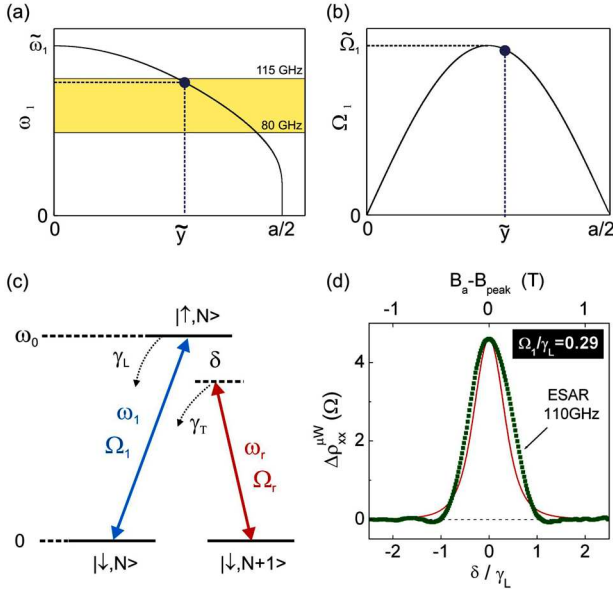 (a)
ω̃₁
115 GHz
80 GHz
ω₁
0
0
ỹ
a/2
(b)
Ω̃₁
Ω₁
0
0
ỹ
a/2
(c)
|↑,N>
ω₀
γL
δ
γT
ω₁
Ω₁
ωr
Ωr
0
|↓,N>
|↓,N+1>
(d)
Ba-Bpeak (T)
-1 0 1
Ω₁/γL=0.29
ESAR
110GHz
Δρxx^μW (Ω)
4
2
0
-2 -1 0 1 2
δ / γL